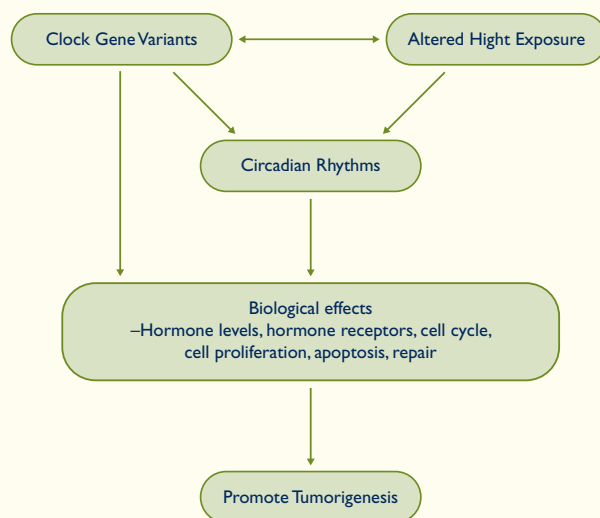 Clock Gene Variants
Altered Hight Exposure
Circadian Rhythms
Biological effects
–Hormone levels, hormone receptors, cell cycle,
cell proliferation, apoptosis, repair
Promote Tumorigenesis